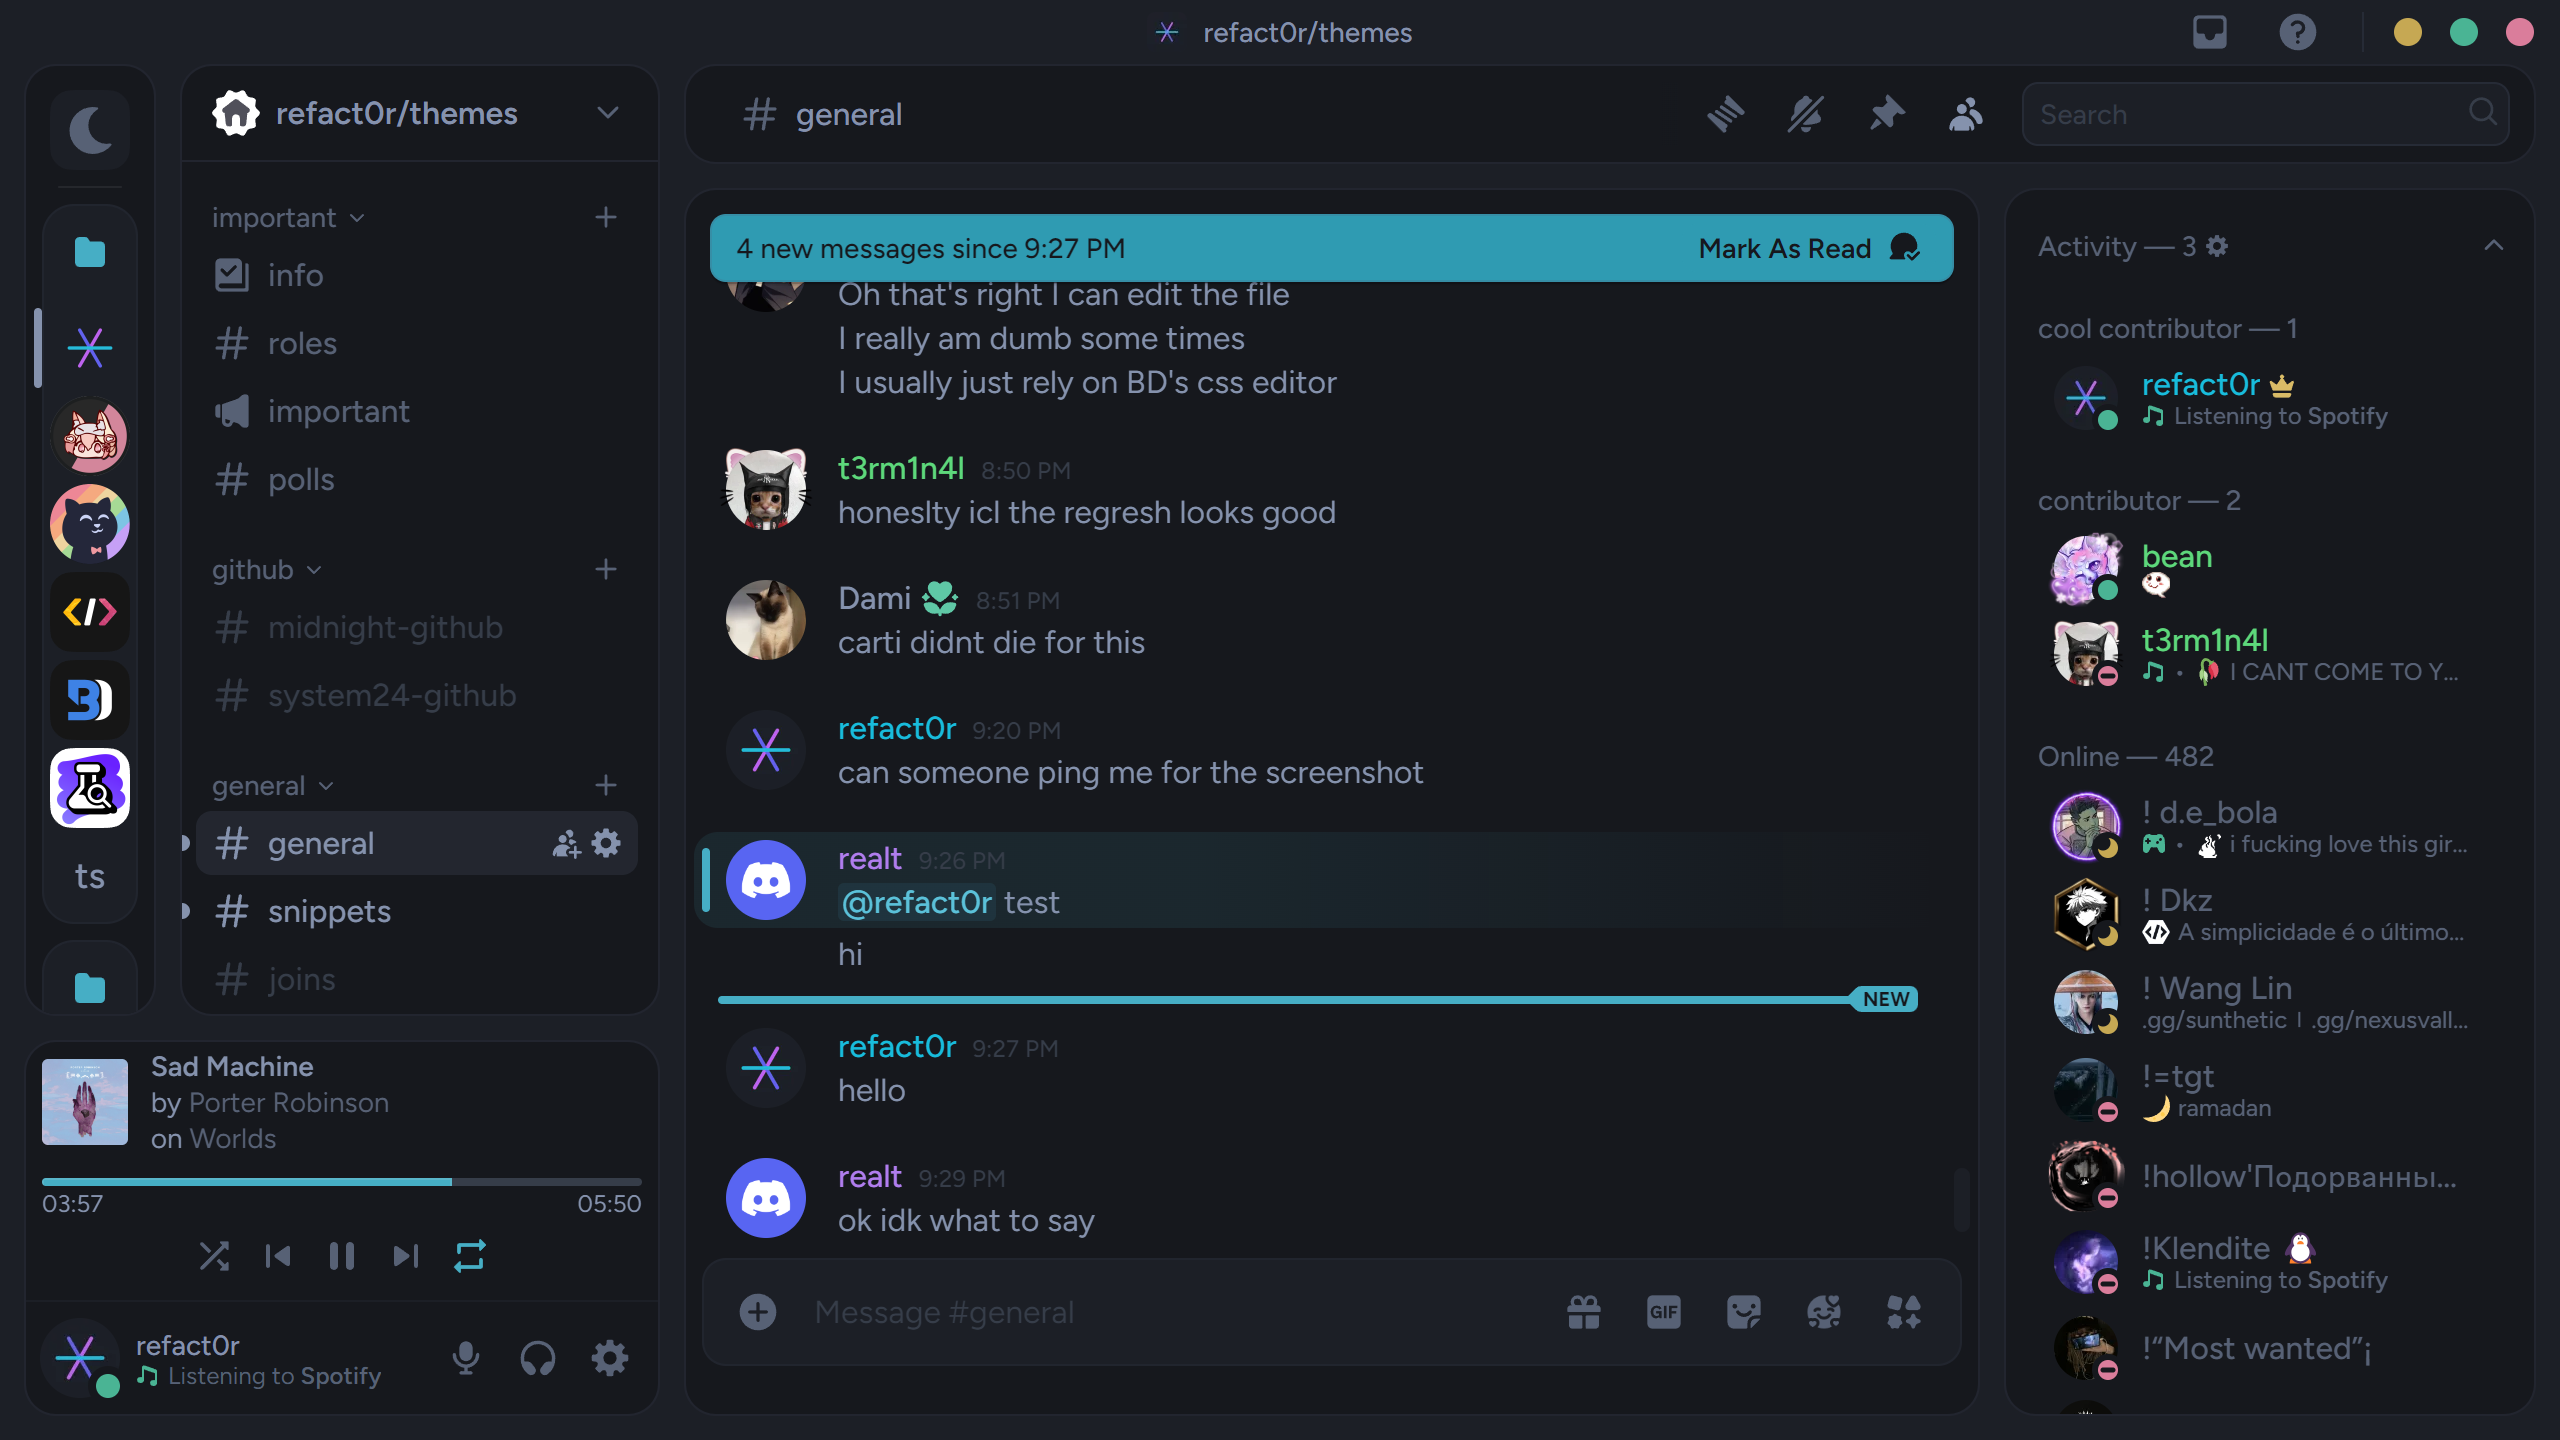 refact0r/themes
refact0r/themes
important
info
roles
important
polls
github
midnight-github
system24-github
general
general
snippets
joins
ts
Sad Machine
by Porter Robinson
on Worlds
03:57
05:50
refact0r
Listening to Spotify
general
Search
4 new messages since 9:27 PM
Mark As Read
Oh that's right I can edit the file
I really am dumb some times
I usually just rely on BD's css editor
t3rm1n4l 8:50 PM
honeslty icl the regresh looks good
Dami 8:51 PM
carti didnt die for this
refact0r 9:20 PM
can someone ping me for the screenshot
realt 9:26 PM
@refact0r test
hi
NEW
refact0r 9:27 PM
hello
realt 9:29 PM
ok idk what to say
Message #general
GIF
Activity — 3
cool contributor — 1
refact0r
Listening to Spotify
contributor — 2
bean
t3rm1n4l
• I CANT COME TO Y...
Online — 482
! d.e_bola
• i fucking love this gir...
! Dkz
A simplicidade é o último...
! Wang Lin
.gg/sunthetic | .gg/nexusvall...
!=tgt
ramadan
!hollow'Подорванны...
!Klendite
Listening to Spotify
!“Most wanted”¡